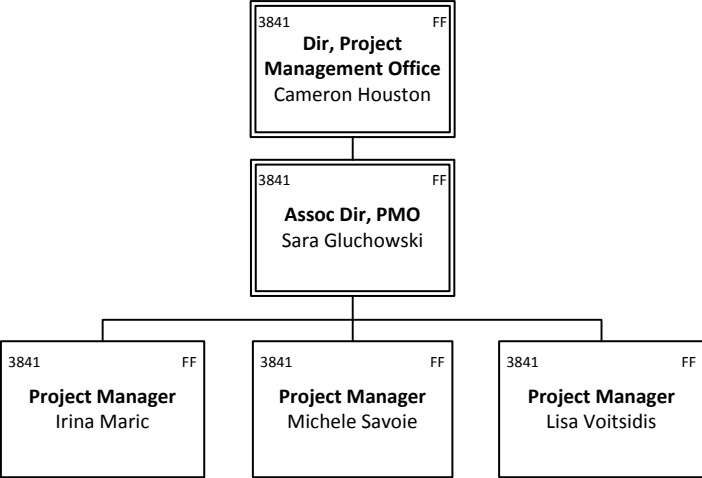 3841 FF
Dir, Project
Management Office
Cameron Houston
3841 FF
Assoc Dir, PMO
Sara Gluchowski
3841 FF
Project Manager
Irina Maric
3841 FF
Project Manager
Michele Savoie
3841 FF
Project Manager
Lisa Voitsidis